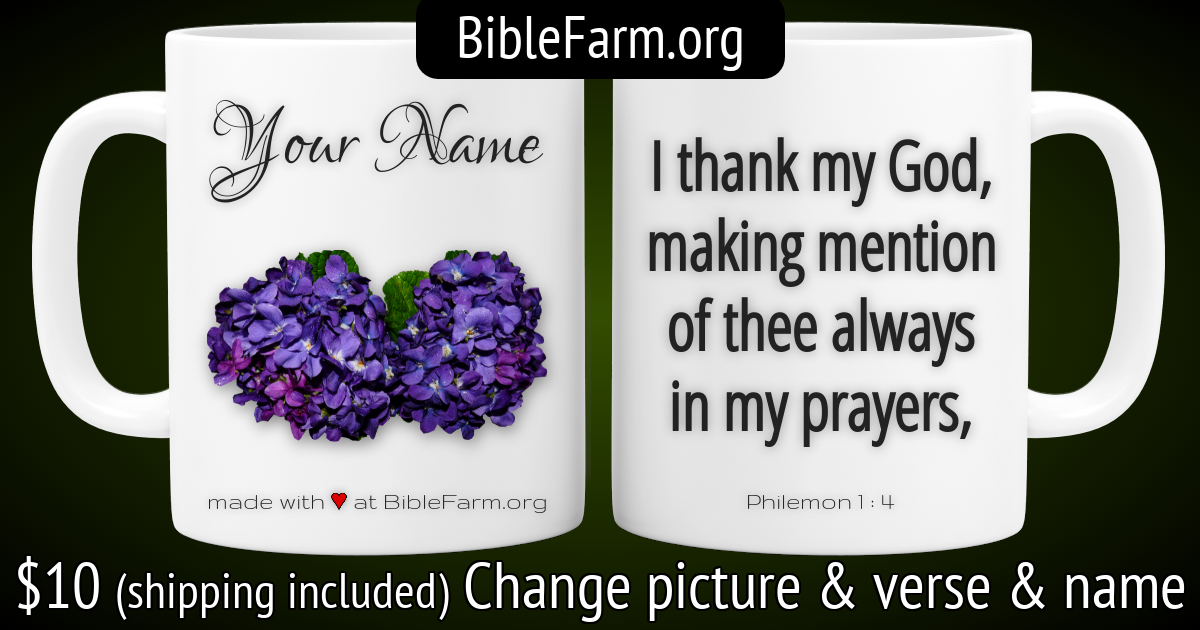 BibleFarm.org
Your Name
made with ♥ at BibleFarm.org
I thank my God,
making mention
of thee always
in my prayers,
Philemon 1 : 4
$10 (shipping included) Change picture & verse & name